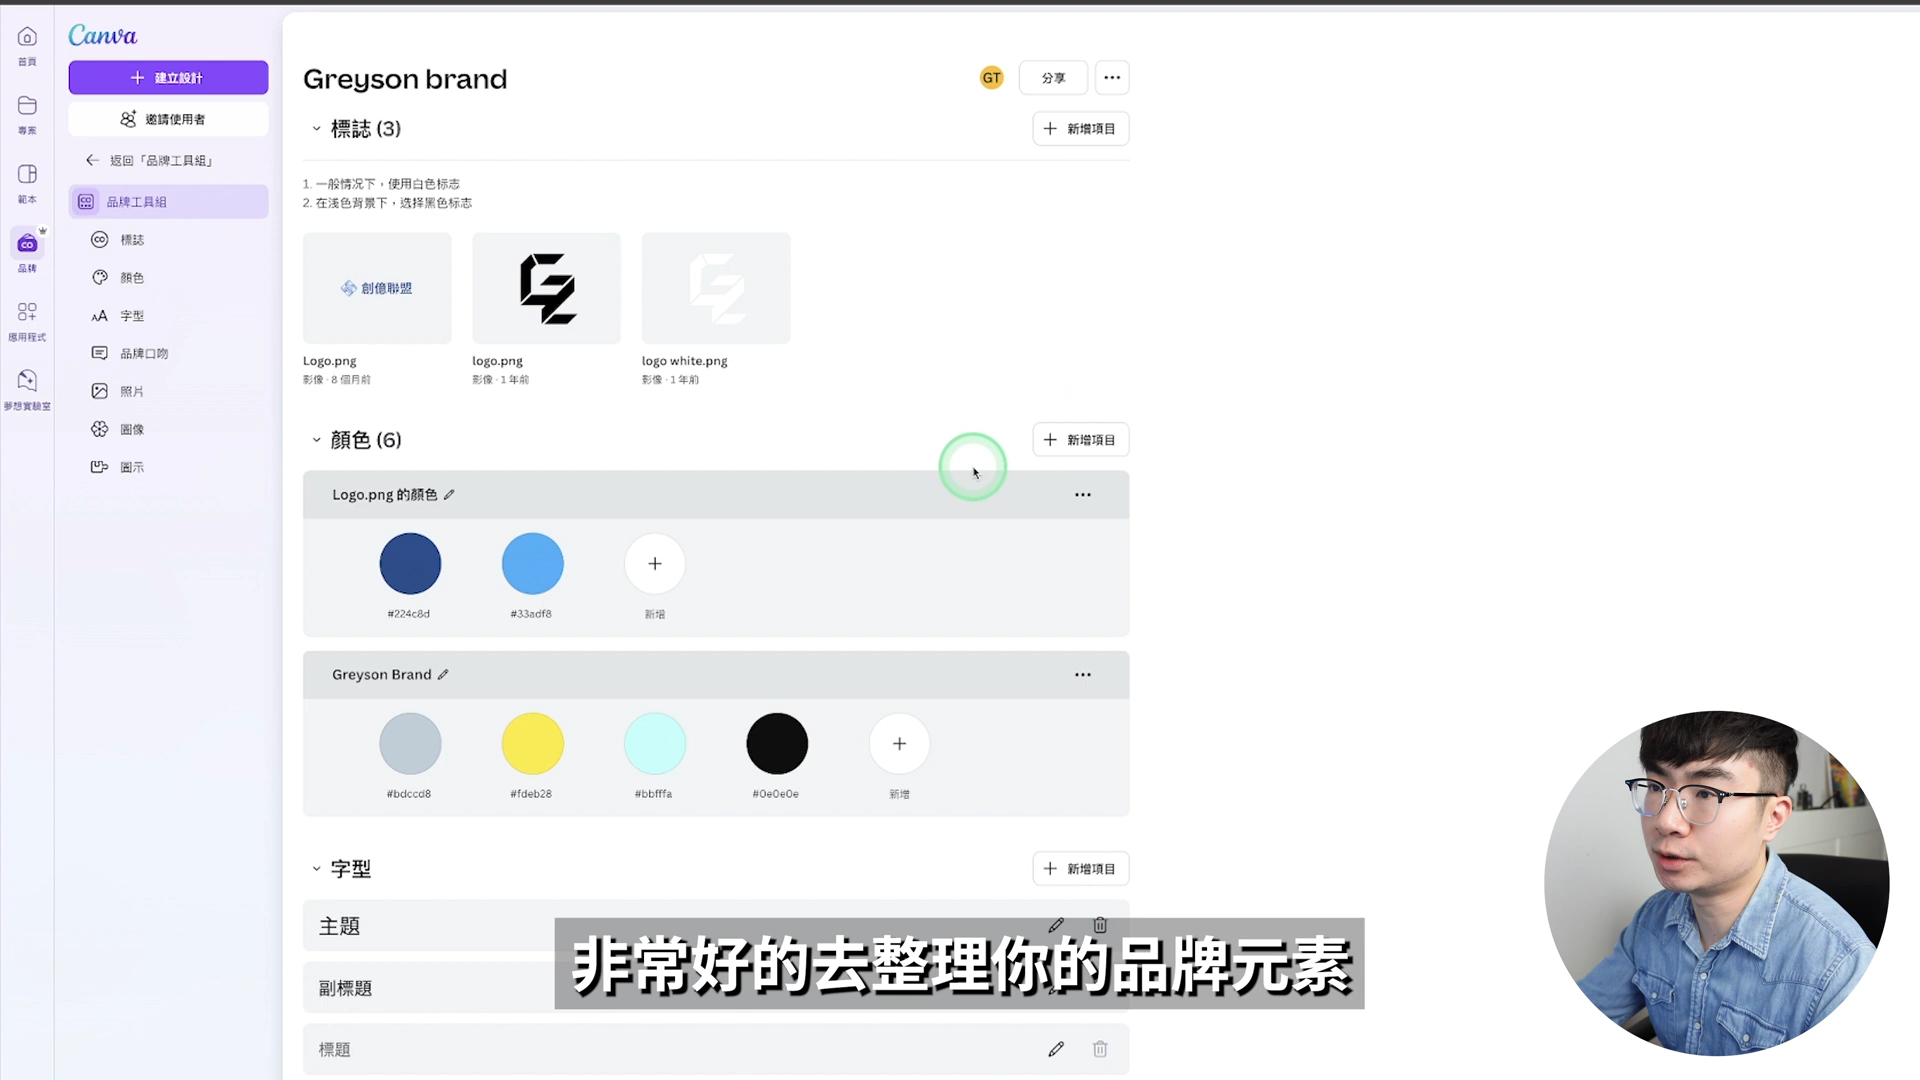 首頁
專案
範本
品牌
應用程式
夢想實驗室
Canva
建立設計
邀請使用者
返回「品牌工具組」
品牌工具組
標誌
顏色
字型
品牌口吻
照片
圖像
圖示
Greyson brand
GT
分享
標誌 (3)
新增項目
1. 一般情况下，使用白色标志
2. 在浅色背景下，选择黑色标志
創億聯盟
Logo.png
影像 · 8 個月前
logo.png
影像 · 1 年前
logo white.png
影像 · 1 年前
顏色 (6)
新增項目
Logo.png 的顏色
#224c8d
#33adf8
新增
Greyson Brand
#bdccd8
#fdeb28
#bbfffa
#0e0e0e
新增
字型
新增項目
主題
副標題
標題
非常好的去整理你的品牌元素